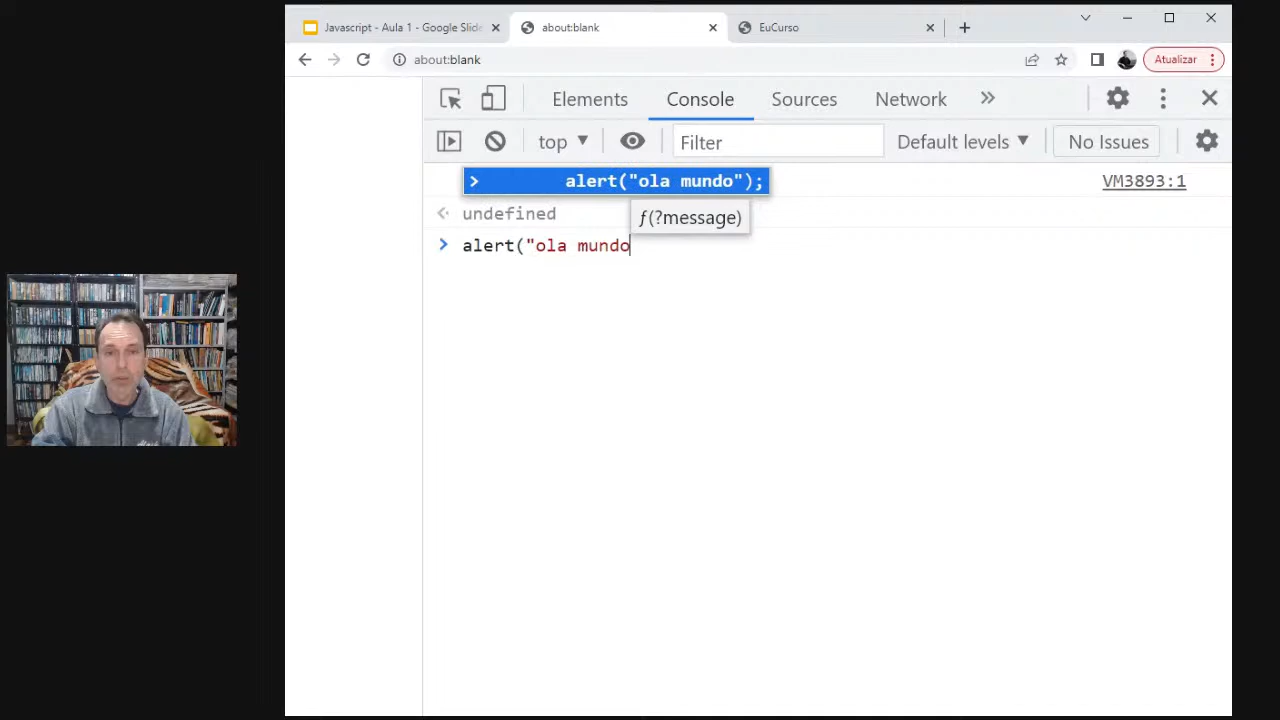 Javascript - Aula 1 - Google Slide
about:blank
EuCurso
about:blank
Atualizar
Elements
Console
Sources
Network
top
Filter
Default levels
No Issues
> alert("ola mundo");
VM3893:1
undefined
ƒ(?message)
> alert("ola mundo